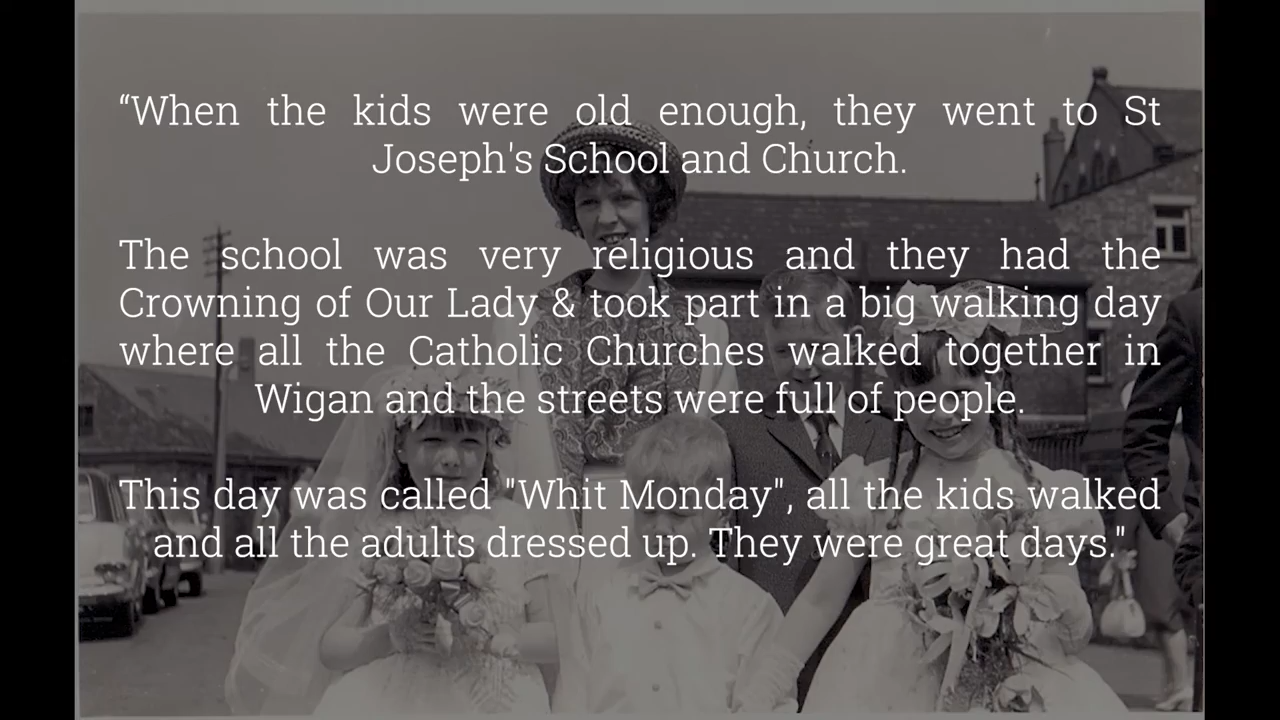 “When the kids were old enough, they went to St
Joseph's School and Church.
The school was very religious and they had the
Crowning of Our Lady & took part in a big walking day
where all the Catholic Churches walked together in
Wigan and the streets were full of people.
This day was called "Whit Monday", all the kids walked
and all the adults dressed up. They were great days."